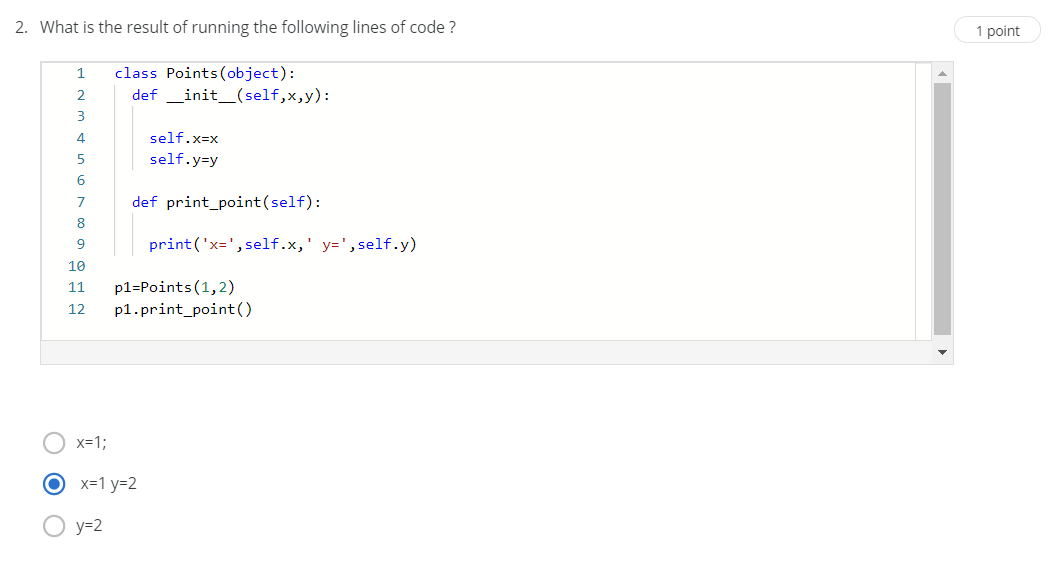 2. What is the result of running the following lines of code ?
1 point
1 class Points(object):
2 def __init__(self,x,y):
3
4 self.x=x
5 self.y=y
6
7 def print_point(self):
8
9 print('x=',self.x,' y=',self.y)
10
11 p1=Points(1,2)
12 p1.print_point()
x=1;
x=1 y=2
y=2